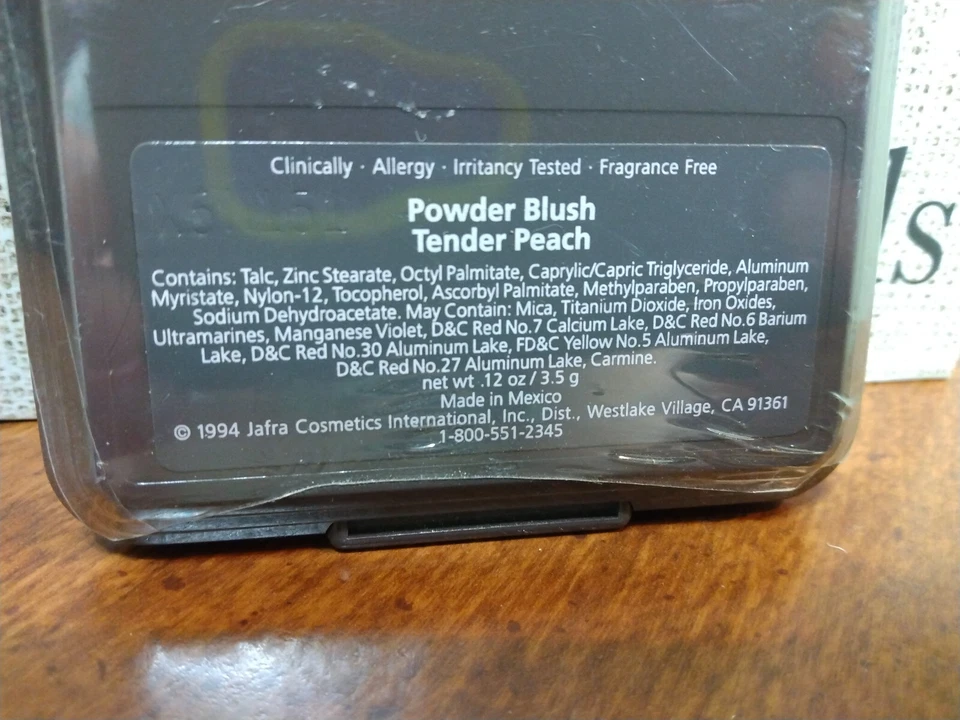 Clinically · Allergy · Irritancy Tested · Fragrance Free
Powder Blush
Tender Peach
Contains: Talc, Zinc Stearate, Octyl Palmitate, Caprylic/Capric Triglyceride, Aluminum
Myristate, Nylon-12, Tocopherol, Ascorbyl Palmitate, Methylparaben, Propylparaben,
Sodium Dehydroacetate. May Contain: Mica, Titanium Dioxide, Iron Oxides,
Ultramarines, Manganese Violet, D&C Red No.7 Calcium Lake, D&C Red No.6 Barium
Lake, D&C Red No.30 Aluminum Lake, FD&C Yellow No.5 Aluminum Lake,
D&C Red No.27 Aluminum Lake, Carmine.
net wt .12 oz / 3.5 g
Made in Mexico
© 1994 Jafra Cosmetics International, Inc., Dist., Westlake Village, CA 91361
1-800-551-2345